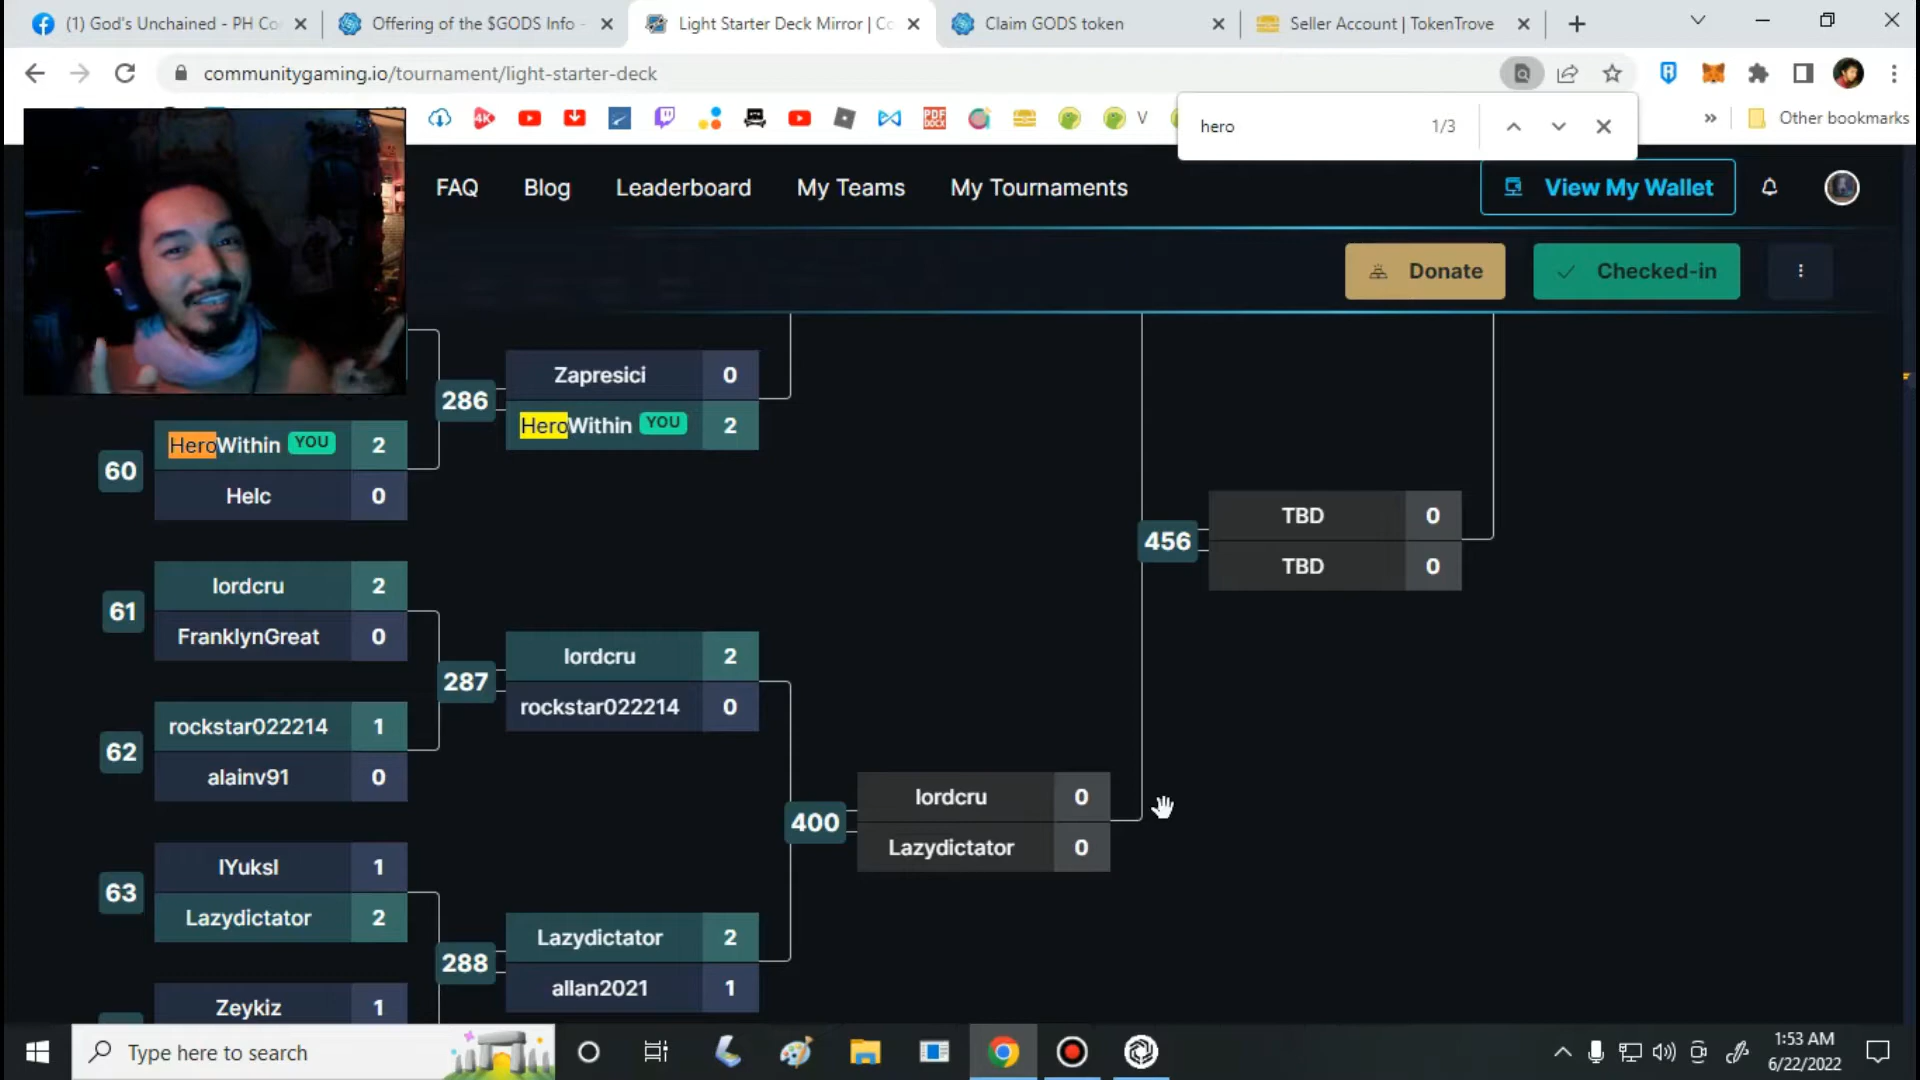 (1) God's Unchained - PH Co
Offering of the $GODS Info -
Light Starter Deck Mirror | Co
Claim GODS token
Seller Account | TokenTrove
communitygaming.io/tournament/light-starter-deck
4K
PDF
DOCX
V
Other bookmarks
hero 1/3
FAQ Blog Leaderboard My Teams My Tournaments
View My Wallet
Donate
Checked-in
286
Zapresici 0
HeroWithin YOU 2
60
HeroWithin YOU 2
Helc 0
456
TBD 0
TBD 0
61
lordcru 2
FranklynGreat 0
287
lordcru 2
rockstar022214 0
62
rockstar022214 1
alainv91 0
400
lordcru 0
Lazydictator 0
63
IYuksI 1
Lazydictator 2
288
Lazydictator 2
allan2021 1
Zeykiz 1
Type here to search
1:53 AM
6/22/2022